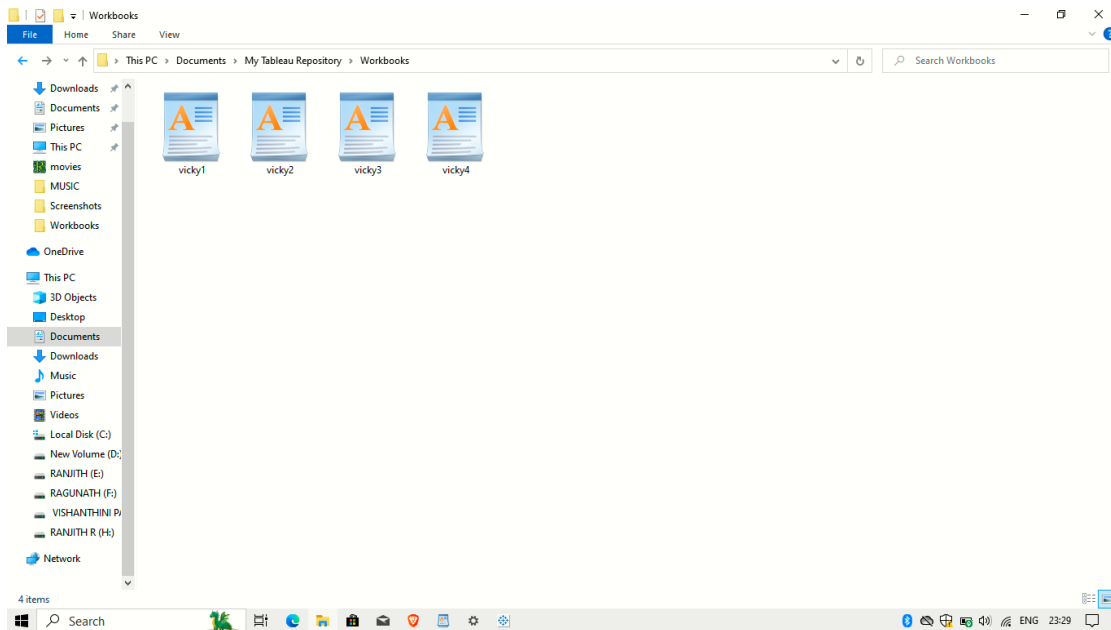 Workbooks
File Home Share View
This PC › Documents › My Tableau Repository › Workbooks
Search Workbooks
Downloads
Documents
Pictures
This PC
movies
MUSIC
Screenshots
Workbooks
OneDrive
This PC
3D Objects
Desktop
Documents
Downloads
Music
Pictures
Videos
Local Disk (C:)
New Volume (D:)
RANJITH (E:)
RAGUNATH (F:)
VISHANTHINI
RANJITH R (H:)
Network
vicky1 vicky2 vicky3 vicky4
4 items
Search
ENG 23:29